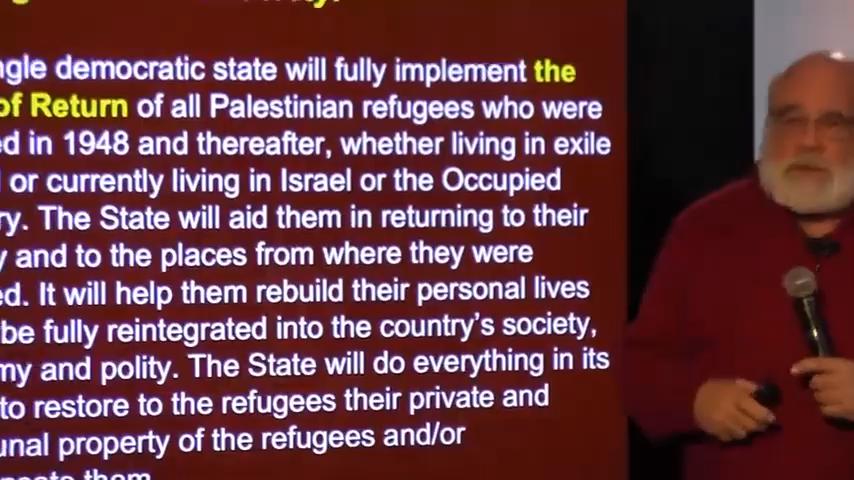 ngle democratic state will fully implement the
of Return of all Palestinian refugees who were
ed in 1948 and thereafter, whether living in exile
or currently living in Israel or the Occupied
ry. The State will aid them in returning to their
y and to the places from where they were
ed. It will help them rebuild their personal lives
be fully reintegrated into the country's society,
my and polity. The State will do everything in its
to restore to the refugees their private and
unal property of the refugees and/or
them